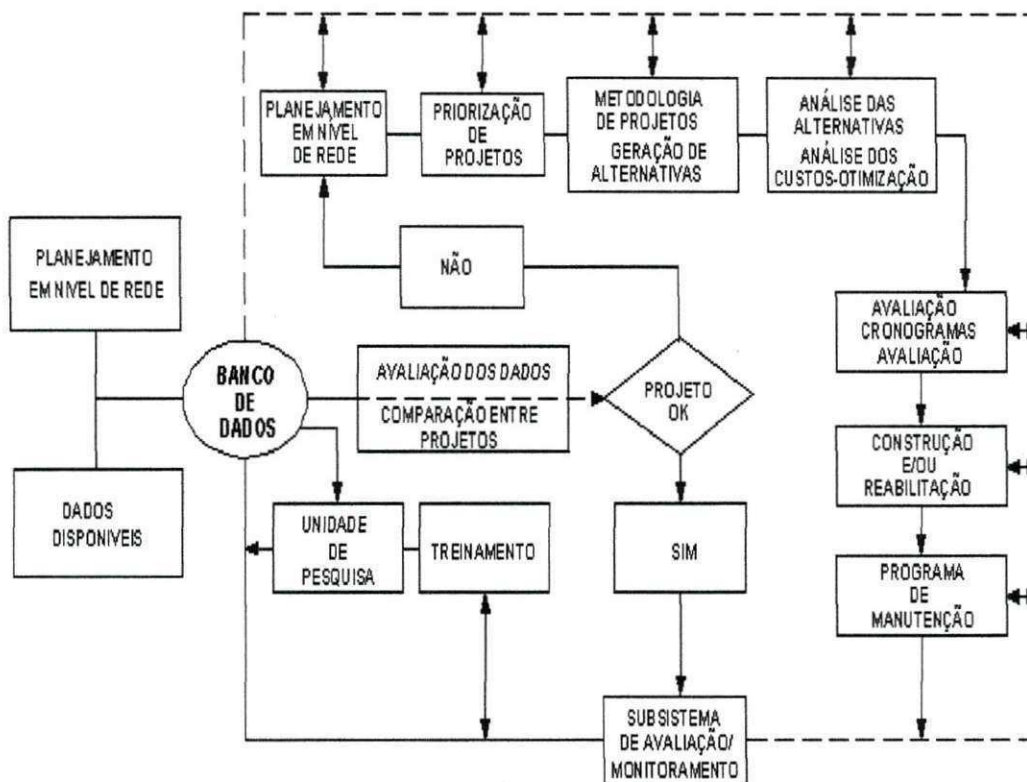 PLANEJAMENTO
EM NÍVEL
DE REDE
PRIORIZAÇÃO
DE
PROJETOS
METODOLOGIA
DE PROJETOS
GERAÇÃO DE
ALTERNATIVAS
ANÁLISE DAS
ALTERNATIVAS
ANÁLISE DOS
CUSTOS-OTIMIZAÇÃO
PLANEJAMENTO
EM NIVEL DE REDE
NÃO
AVALIAÇÃO
CRONOGRAMAS
AVALIAÇÃO
BANCO
DE
DADOS
AVALIAÇÃO DOS DADOS
COMPARAÇÃO ENTRE
PROJETOS
PROJETO
OK
CONSTRUÇÃO
E/OU
REABILITAÇÃO
DADOS
DISPONIVEIS
UNIDADE
DE
PESQUISA
TREINAMENTO
SIM
PROGRAMA
DE
MANUTENÇÃO
SUBSISTEMA
DE AVALIAÇÃO/
MONITORAMENTO